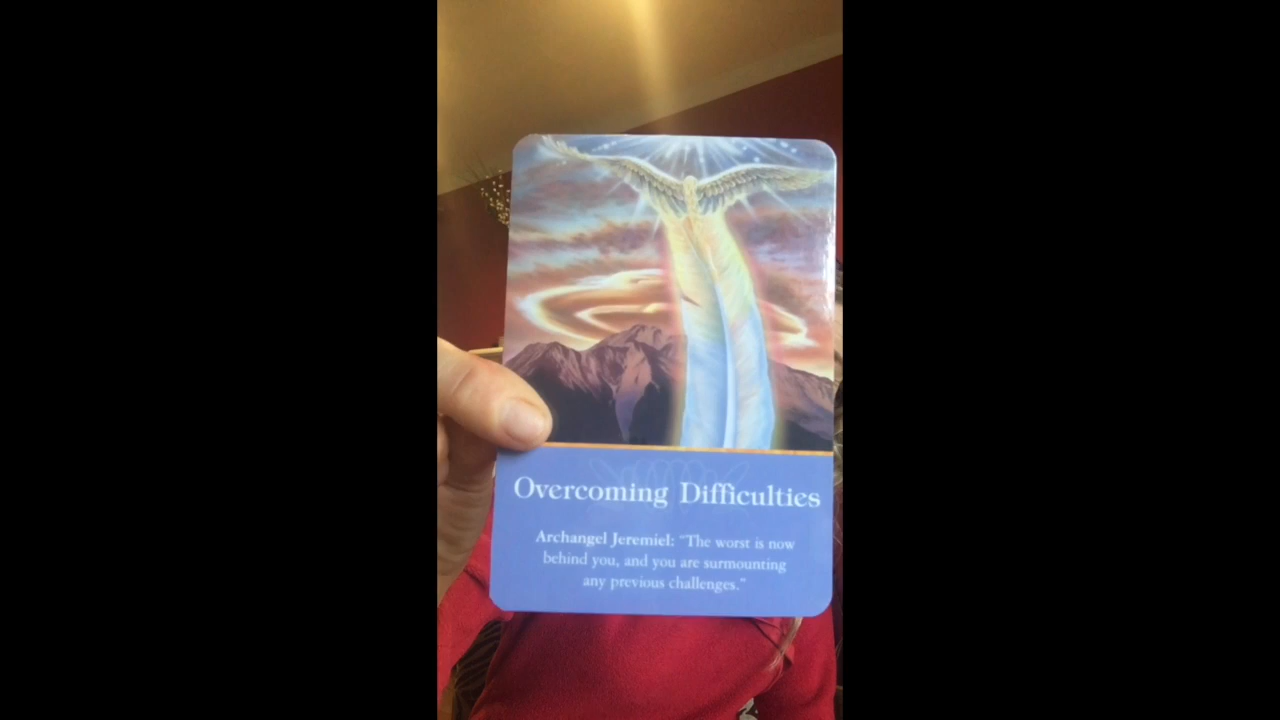 Overcoming Difficulties
Archangel Jeremiel: "The worst is now
behind you, and you are surmounting
any previous challenges."